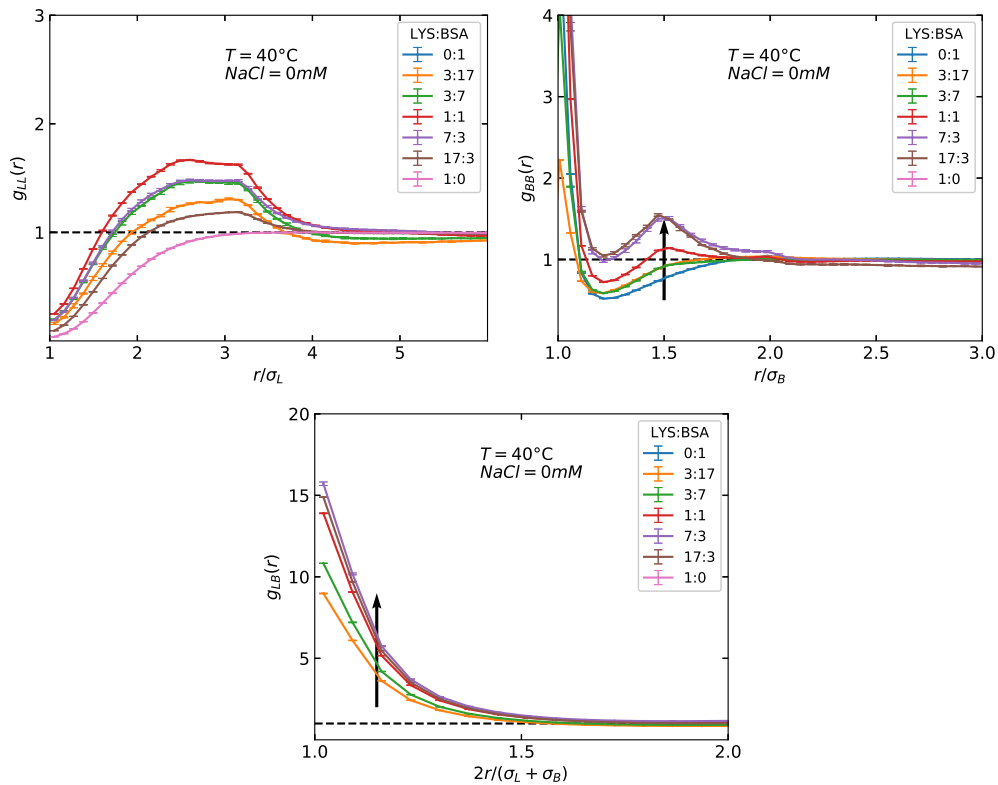 3
2
1
g_LL(r)
T = 40°C
NaCl = 0mM
LYS:BSA
0:1
3:17
3:7
1:1
7:3
17:3
1:0
1 2 3 4 5
r/σ_L
4
3
2
1
g_BB(r)
T = 40°C
NaCl = 0mM
LYS:BSA
0:1
3:17
3:7
1:1
7:3
17:3
1:0
1.0 1.5 2.0 2.5 3.0
r/σ_B
20
15
10
5
g_LB(r)
T = 40°C
NaCl = 0mM
LYS:BSA
0:1
3:17
3:7
1:1
7:3
17:3
1:0
1.0 1.5 2.0
2r/(σ_L + σ_B)